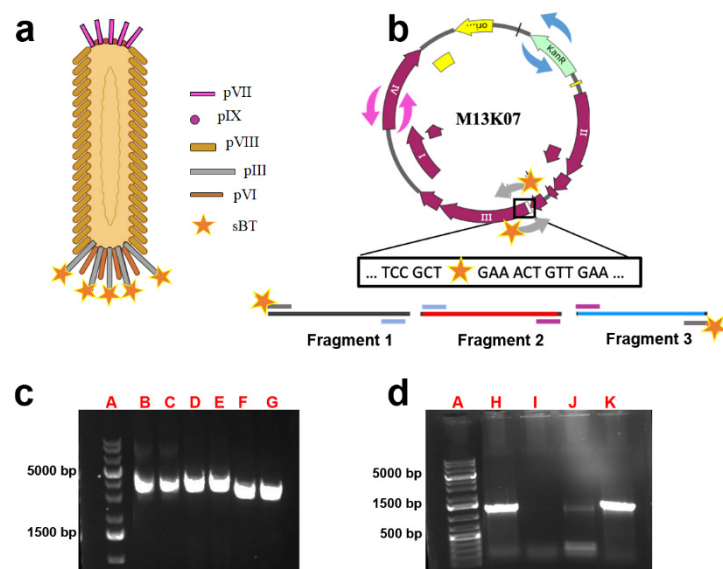 a
pVII
pIX
pVIII
pIII
pVI
sBT
b
ori...
KanR
IV
M13K07
II
I
III
... TCC GCT GAA ACT GTT GAA ...
Fragment 1
Fragment 2
Fragment 3
c
A B C D E F G
5000 bp
1500 bp
d
A H I J K
5000 bp
1500 bp
500 bp